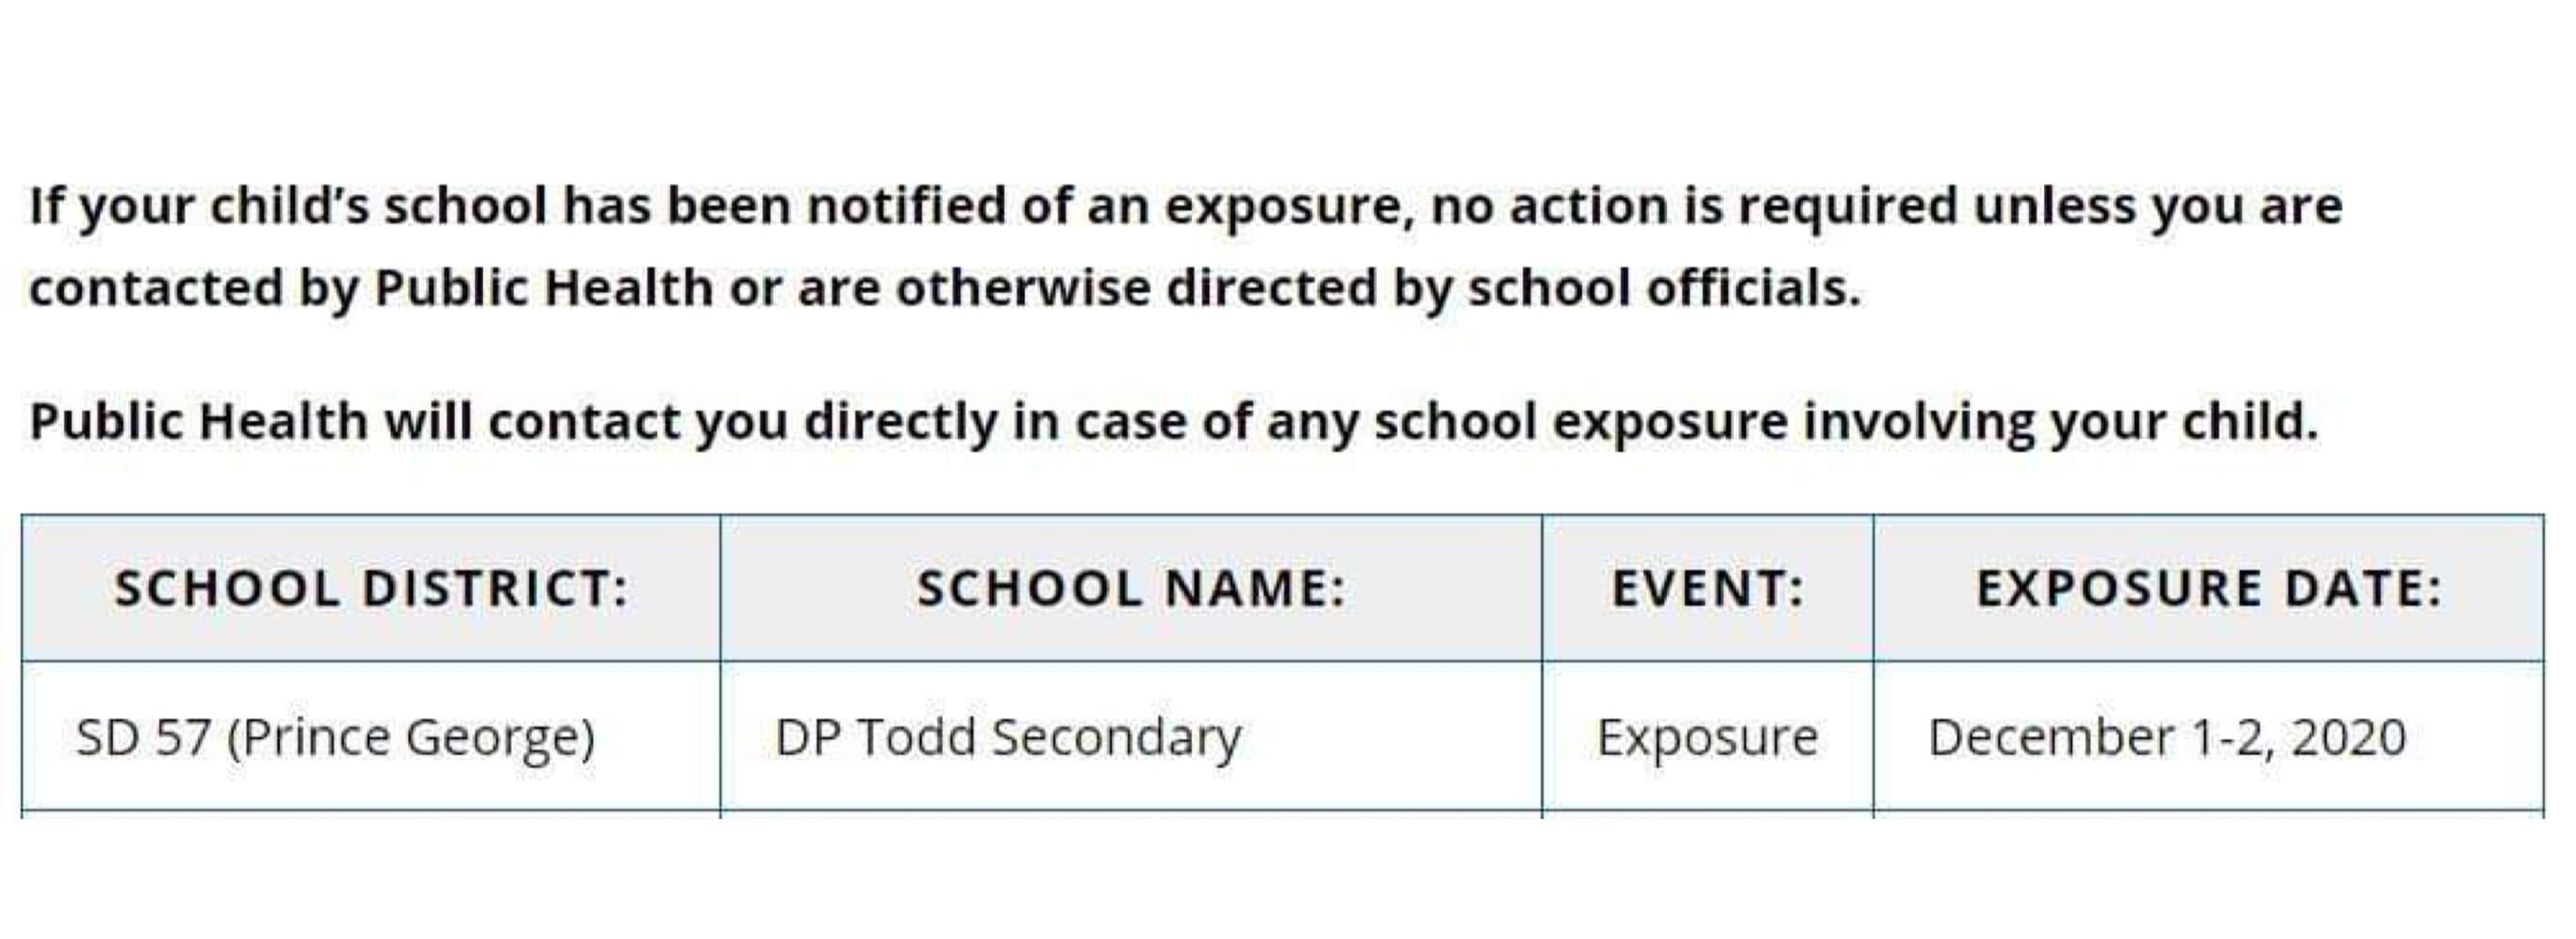 If your child's school has been notified of an exposure, no action is required unless you are
contacted by Public Health or are otherwise directed by school officials.
Public Health will contact you directly in case of any school exposure involving your child.
SCHOOL DISTRICT: SCHOOL NAME: EVENT: EXPOSURE DATE:
SD 57 (Prince George) DP Todd Secondary Exposure December 1-2, 2020